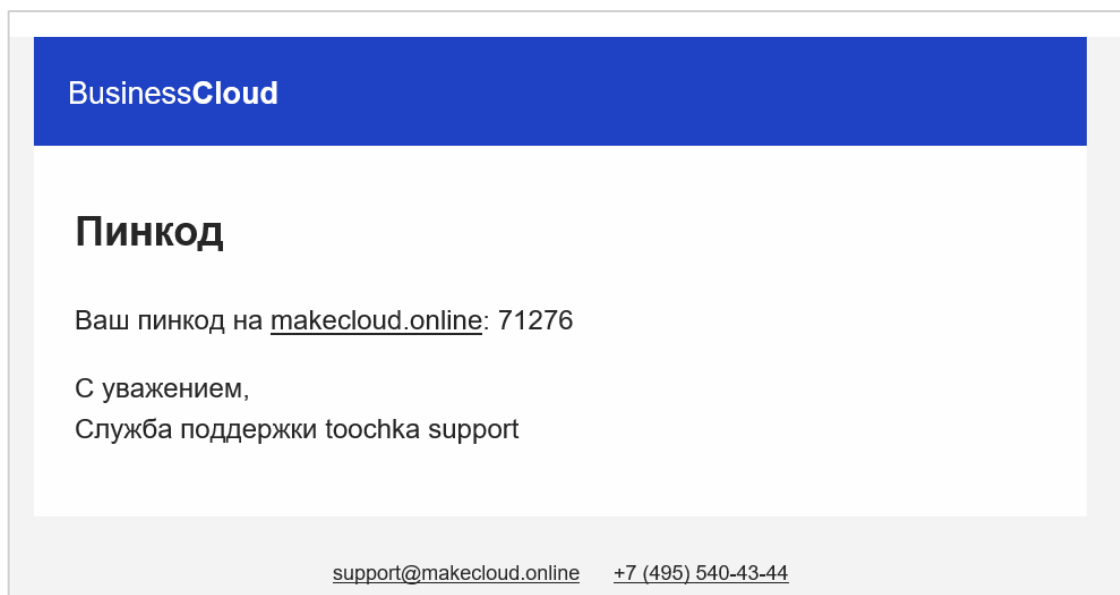 BusinessCloud
Пинкод
Ваш пинкод на makecloud.online: 71276
С уважением,
Служба поддержки toochka support
support@makecloud.online +7 (495) 540-43-44